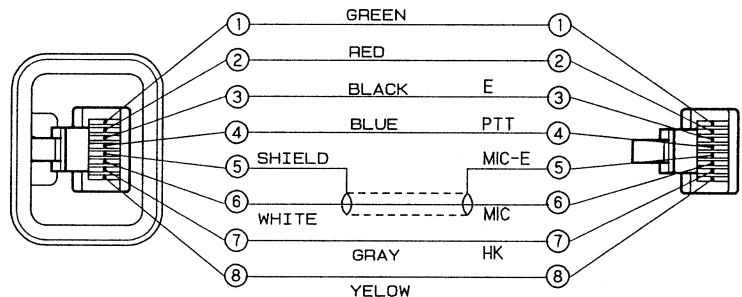 GREEN
1 1
RED
2 2
BLACK E
3 3
BLUE PTT
4 4
SHIELD MIC-E
5 5
6 6
WHITE MIC
7 7
GRAY HK
8 8
YELOW